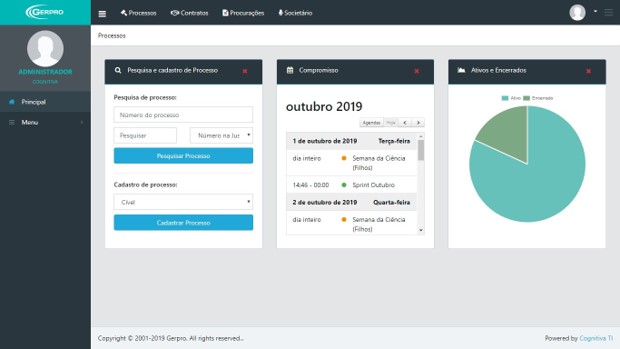 GERPRO
Processos
Contratos
Procurações
Societário
ADMINISTRADOR
COGNITIVA
Principal
Menu
Processos
Pesquisa e cadastro de Processo
Pesquisa de processo:
Número do processo
Pesquisar
Número na Jus
Pesquisar Processo
Cadastro de processo:
Cível
Cadastrar Processo
Compromisso
outubro 2019
Agendas
Hoje
1 de outubro de 2019 Terça-feira
dia inteiro Semana da Ciência
(Filhos)
14:46 - 00:00 Sprint Outubro
2 de outubro de 2019 Quarta-feira
dia inteiro Semana da Ciência
(Filhos)
Ativos e Encerrados
Ativo Encerrado
Copyright © 2001-2019 Gerpro. All rights reserved...
Powered by Cognitiva TI